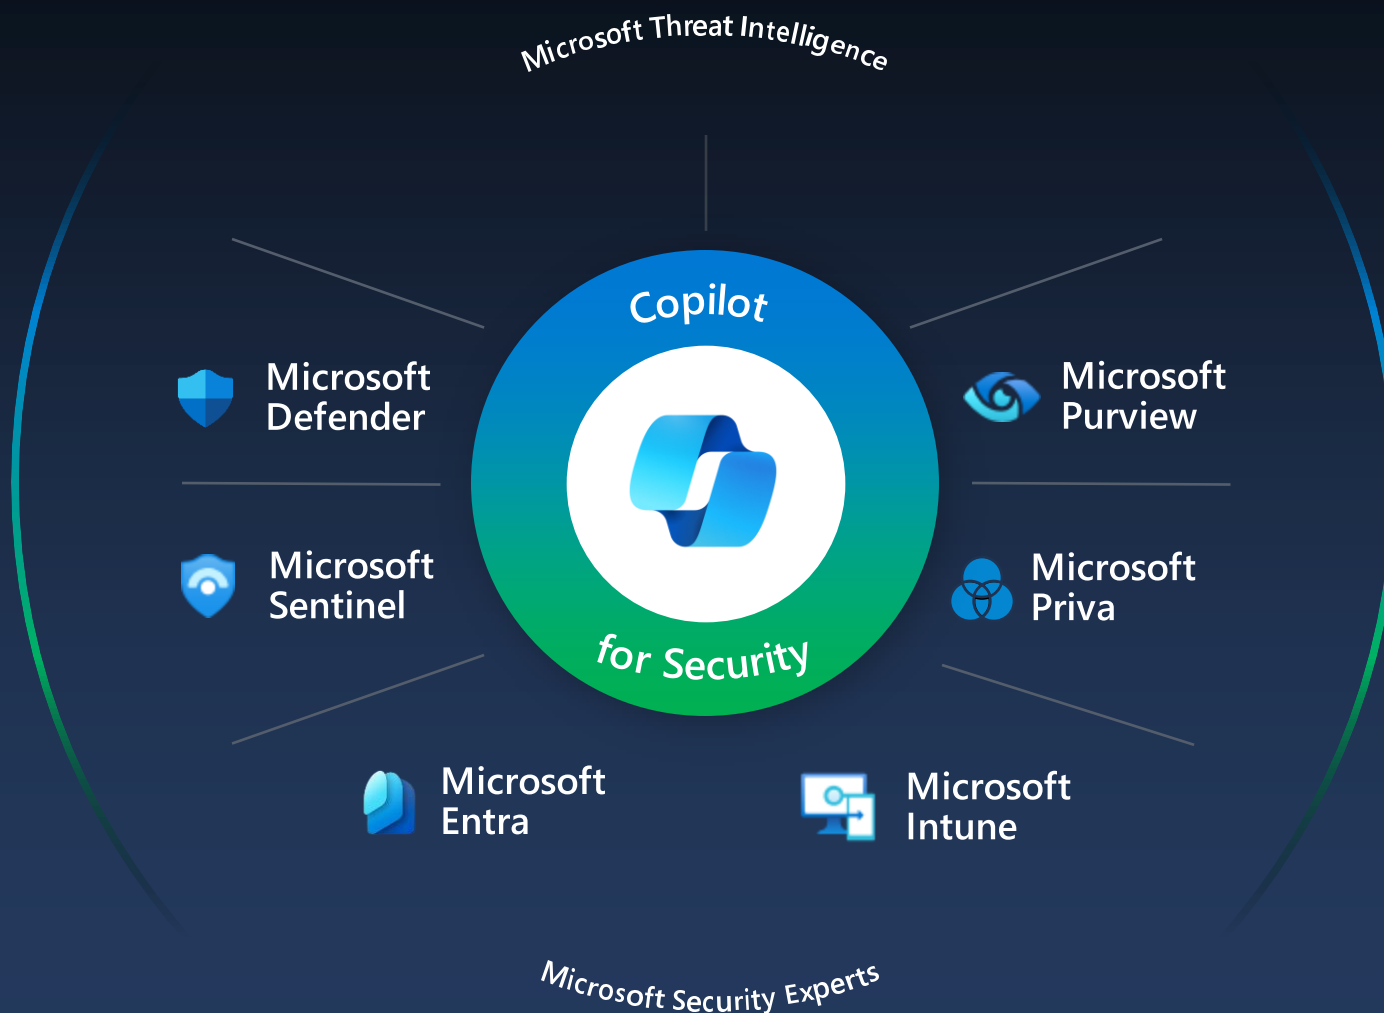 Microsoft Threat Intelligence
Copilot
for Security
Microsoft
Defender
Microsoft
Purview
Microsoft
Sentinel
Microsoft
Priva
Microsoft
Entra
Microsoft
Intune
Microsoft Security Experts